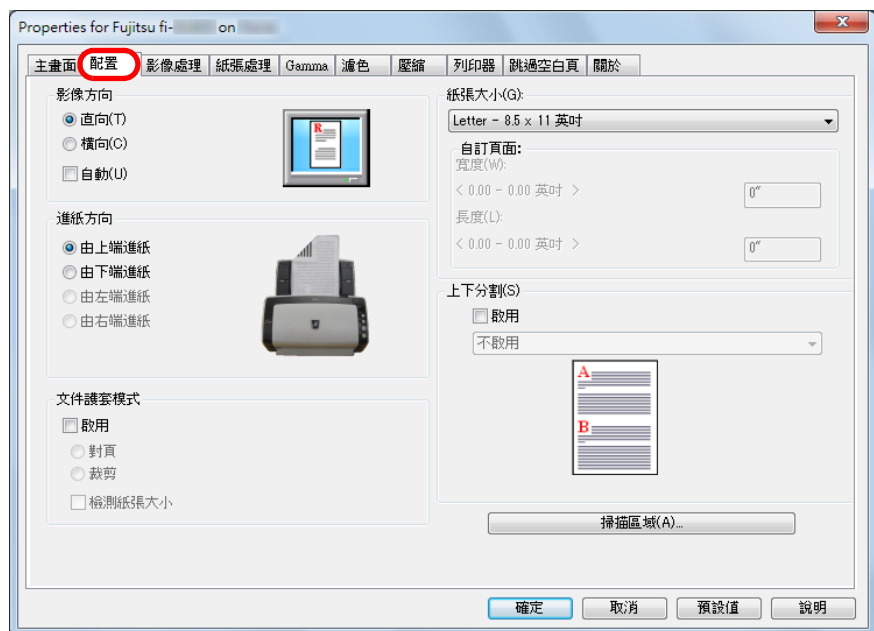 Properties for Fujitsu fi- on
主畫面 配置 影像處理 紙張處理 Gamma 濾色 壓縮 列印器 跳過空白頁 關於
影像方向
直向(T)
橫向(C)
自動(U)
R
進紙方向
由上端進紙
由下端進紙
由左端進紙
由右端進紙
文件護套模式
啟用
對頁
裁剪
檢測紙張大小
紙張大小(G):
Letter - 8.5 x 11 英吋
自訂頁面:
寬度(W):
< 0.00 - 0.00 英吋 > 0"
長度(L):
< 0.00 - 0.00 英吋 > 0"
上下分割(S)
啟用
不啟用
A
B
掃描區域(A)...
確定 取消 預設值 說明